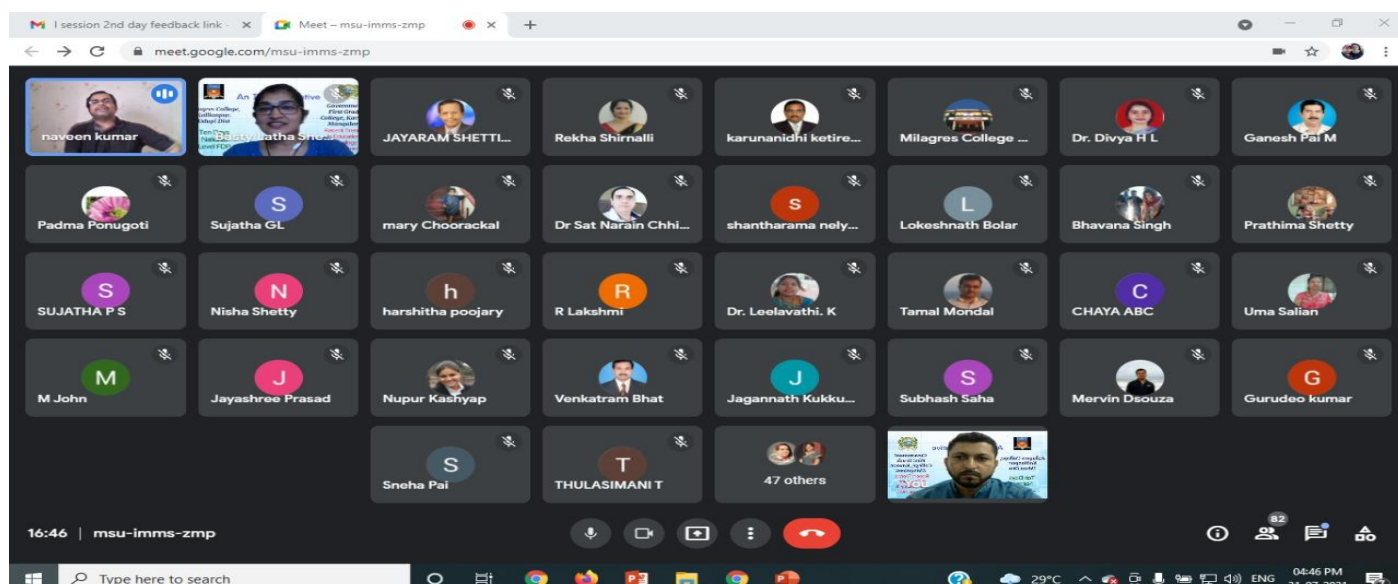 I session 2nd day feedback link -
Meet – msu-imms-zmp
meet.google.com/msu-imms-zmp
naveen kumar
JAYARAM SHETTI...
Rekha Shirnalli
karunanidhi ketire...
Milagres College ...
Dr. Divya H L
Ganesh Pai M
Padma Ponugoti
S
Sujatha GL
mary Choorackal
Dr Sat Narain Chhi...
s
shantharama nely...
L
Lokeshnath Bolar
Bhavana Singh
Prathima Shetty
S
SUJATHA P S
N
Nisha Shetty
h
harshitha poojary
R
R Lakshmi
Dr. Leelavathi. K
Tamal Mondal
C
CHAYA ABC
Uma Salian
M
M John
J
Jayashree Prasad
Nupur Kashyap
Venkatram Bhat
J
Jagannath Kukku...
S
Subhash Saha
Mervin Dsouza
G
Gurudeo kumar
S
Sneha Pai
T
THULASIMANI T
47 others
You
16:46 | msu-imms-zmp
82
Type here to search
29°C
ENG
04:46 PM